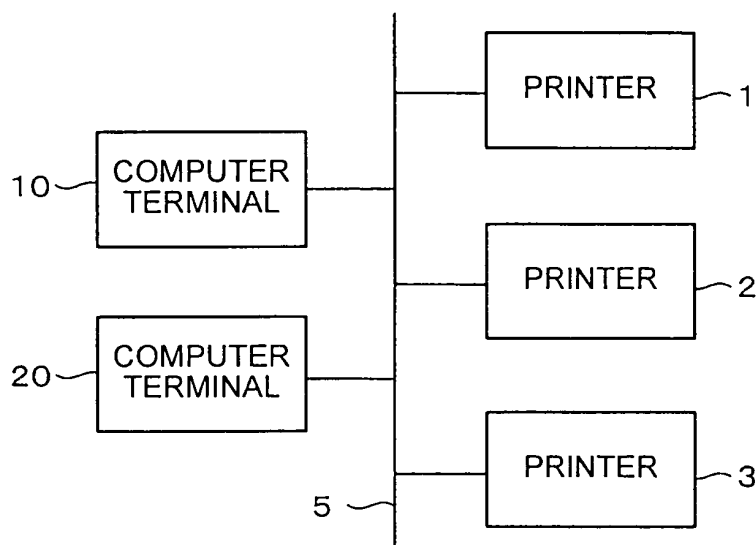 PRINTER
1
COMPUTER
TERMINAL
10
PRINTER
2
COMPUTER
TERMINAL
20
PRINTER
3
5